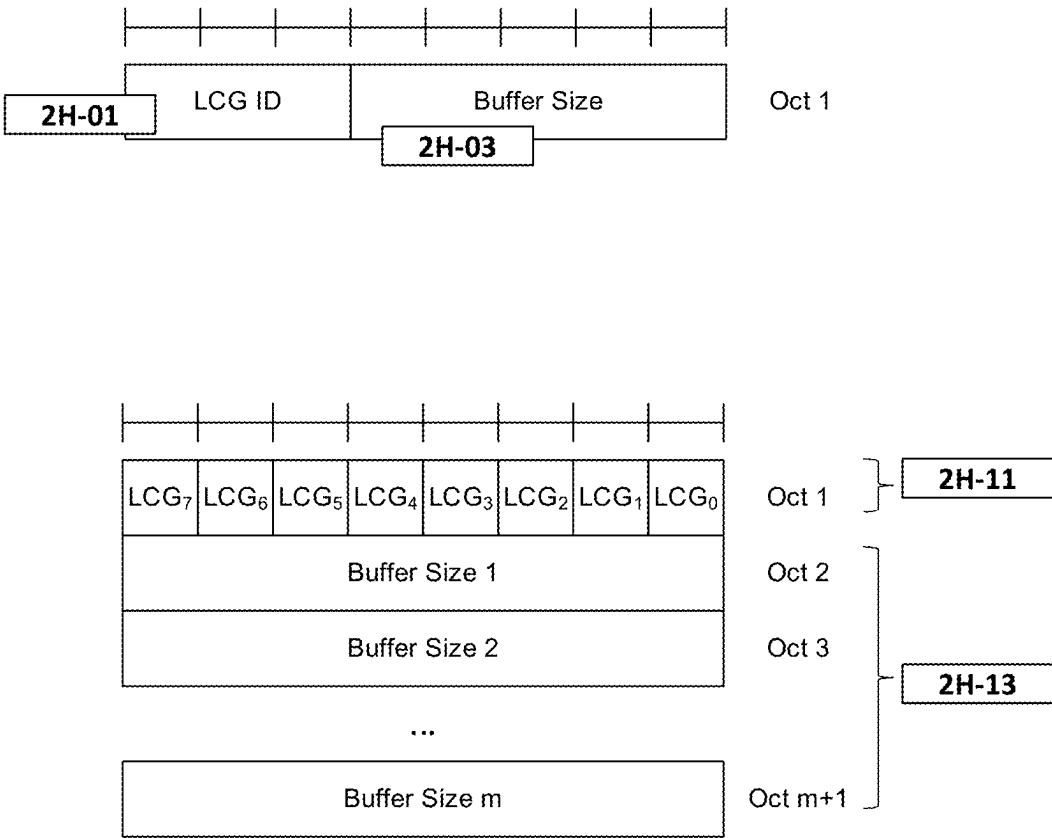 LCG ID Buffer Size Oct 1
2H-01
2H-03
LCG₇ LCG₆ LCG₅ LCG₄ LCG₃ LCG₂ LCG₁ LCG₀ Oct 1 2H-11
Buffer Size 1 Oct 2
Buffer Size 2 Oct 3
2H-13
...
Buffer Size m Oct m+1